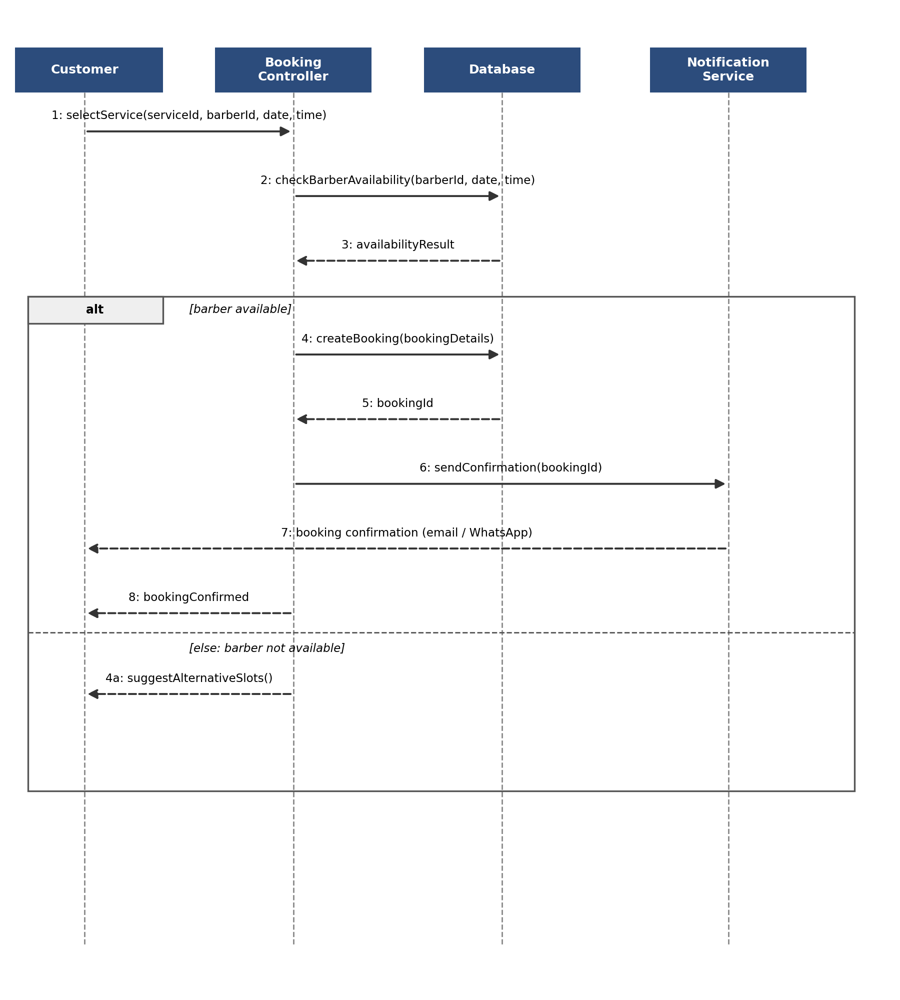 Customer
Booking
Controller
Database
Notification
Service
1: selectService(serviceId, barberId, date, time)
2: checkBarberAvailability(barberId, date, time)
3: availabilityResult
alt
[barber available]
4: createBooking(bookingDetails)
5: bookingId
6: sendConfirmation(bookingId)
7: booking confirmation (email / WhatsApp)
8: bookingConfirmed
[else: barber not available]
4a: suggestAlternativeSlots()